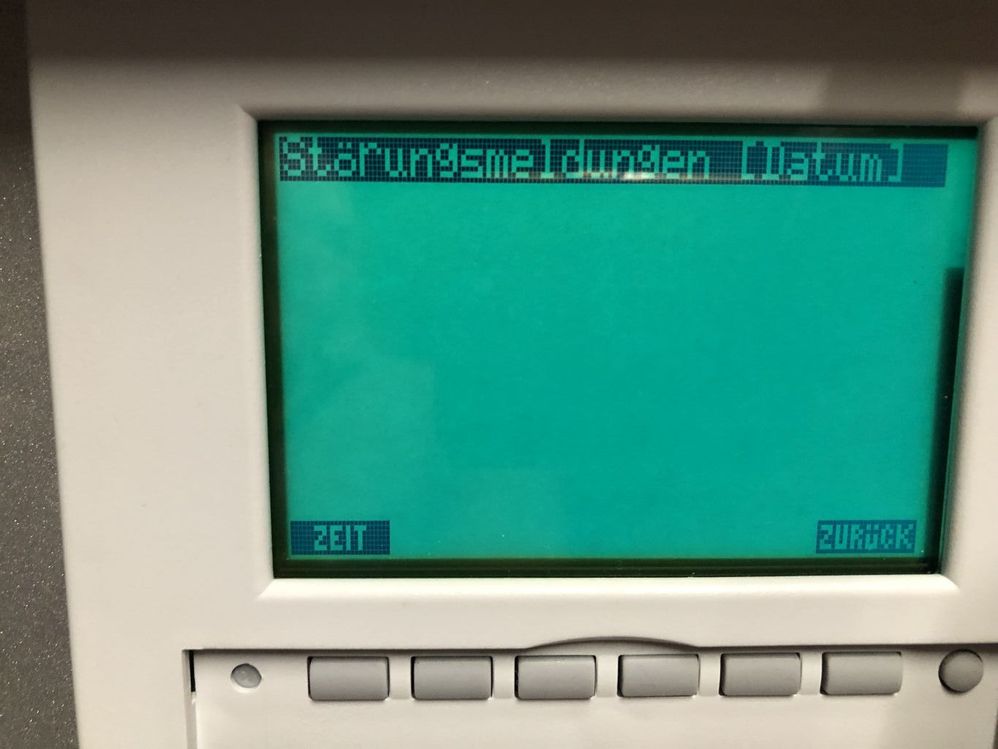 Störungsmeldungen [Datum]
ZEIT
ZURÜCK